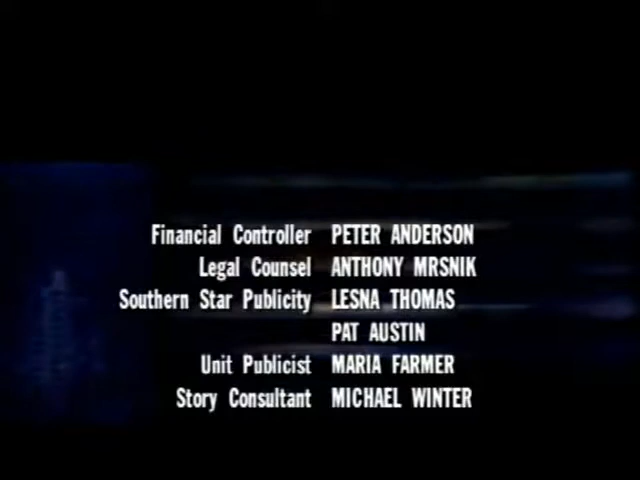 Financial Controller PETER ANDERSON
Legal Counsel ANTHONY MRSNIK
Southern Star Publicity LESNA THOMAS
PAT AUSTIN
Unit Publicist MARIA FARMER
Story Consultant MICHAEL WINTER